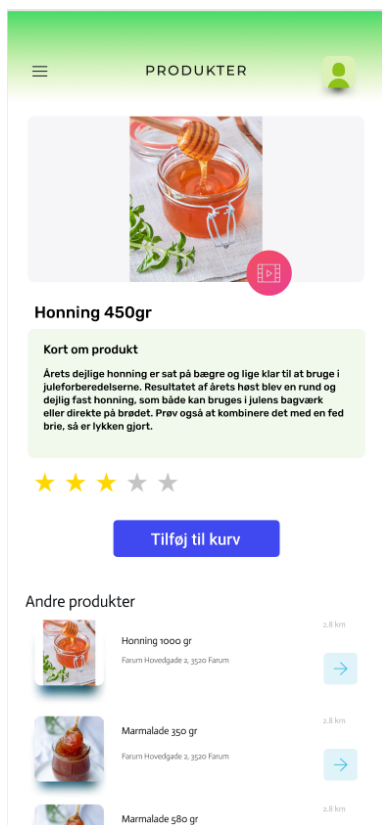 PRODUKTER
Honning 450gr
Kort om produkt
Årets dejlige honning er sat på bægre og lige klar til at bruge i
juleforberedelserne. Resultatet af årets høst blev en rund og
dejlig fast honning, som både kan bruges i julens bagværk
eller direkte på brødet. Prøv også at kombinere det med en fed
brie, så er lykken gjort.
Tilføj til kurv
Andre produkter
2.8 km
Honning 1000 gr
Farum Hovedgade 2, 3520 Farum
2.8 km
Marmalade 350 gr
Farum Hovedgade 2, 3520 Farum
2.8 km
Marmalade 580 gr